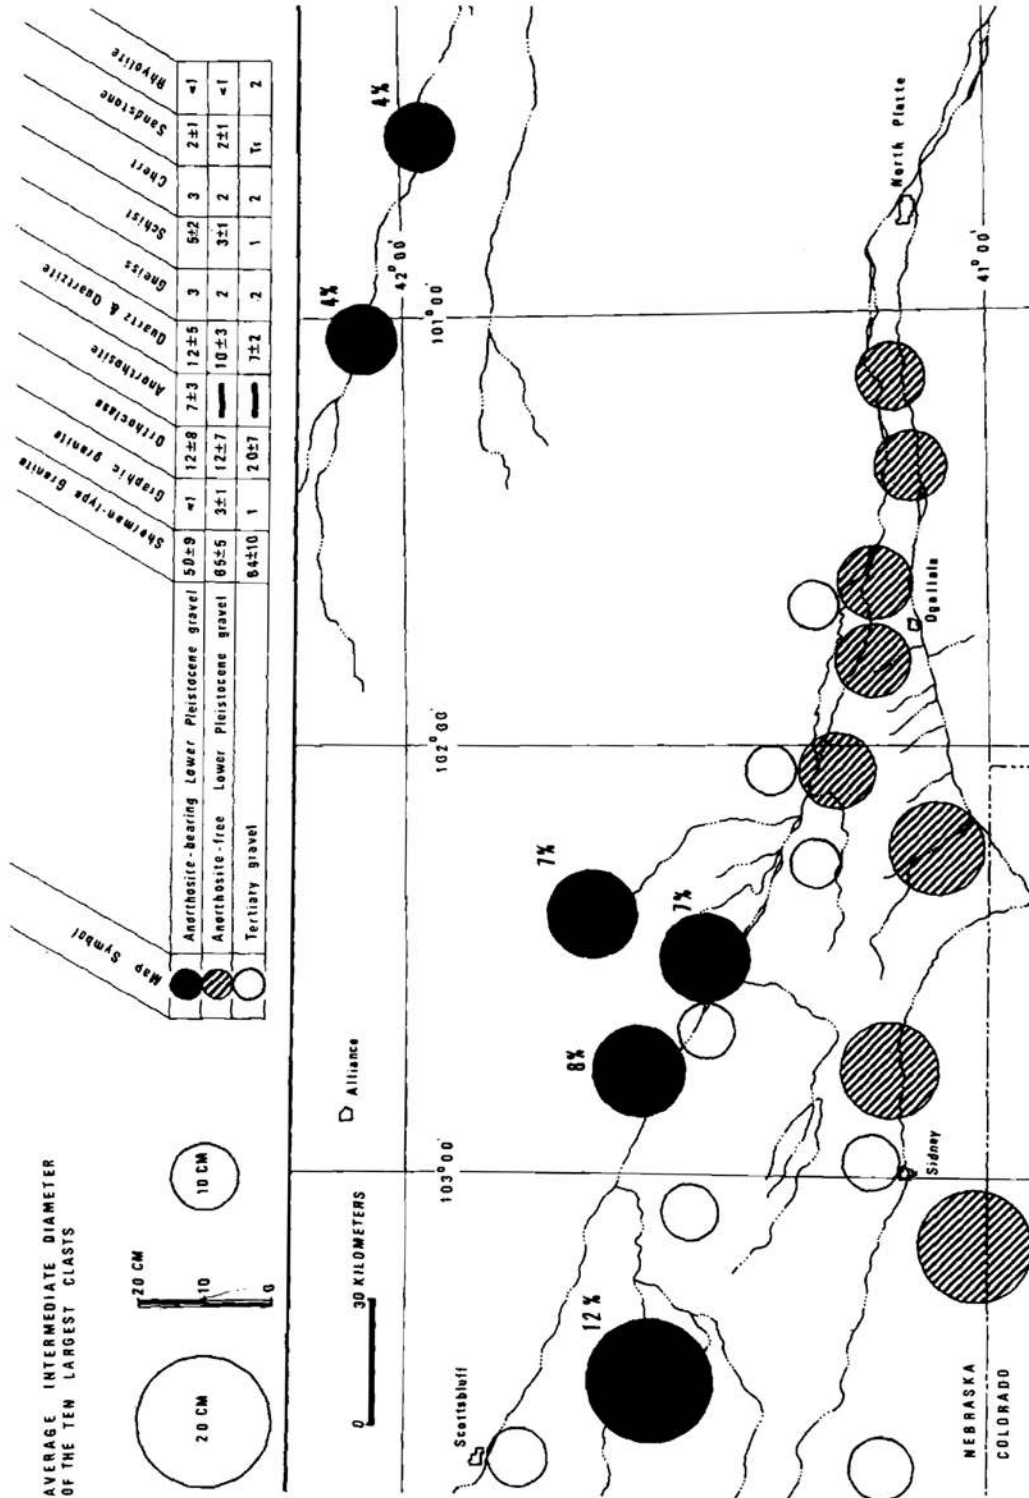 Map Symbol
Sherman-type Granite
Graphic granite
Orthoclase
Anorthosite
Quartz & Quartzite
Gneiss
Schist
Chert
Sandstone
Rhyolite
Anorthosite-bearing Lower Pleistocene gravel 50±9 <1 12±8 7±3 12±5 3 5±2 3 2±1 <1
Anorthosite-free Lower Pleistocene gravel 65±5 3±1 12±7 — 10±3 2 3±1 2 2±1 <1
Tertiary gravel 64±10 1 20±7 — 7±2 2 1 2 Tr 2
AVERAGE INTERMEDIATE DIAMETER
OF THE TEN LARGEST CLASTS
20 CM
20 CM
10
0
10 CM
0 30 KILOMETERS
Alliance
4%
4%
42°00'
103°00'
102°00'
101°00'
Scottsbluff
12%
8%
7%
7%
Sidney
Ogallala
North Platte
41°00'
NEBRASKA
COLORADO